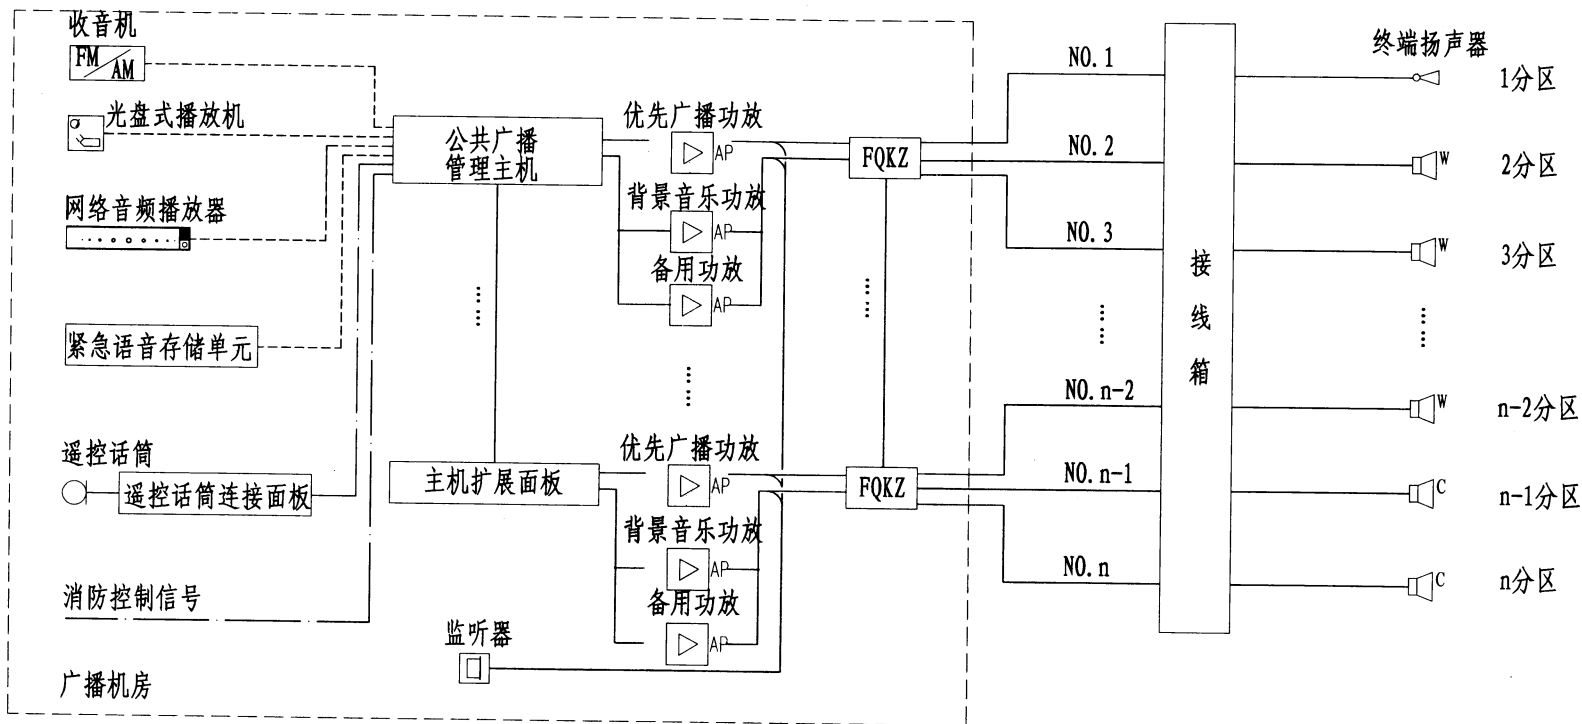 收音机
FM/AM
光盘式播放机
网络音频播放器
紧急语音存储单元
遥控话筒
遥控话筒连接面板
消防控制信号
广播机房
公共广播
管理主机
主机扩展面板
监听器
优先广播功放
AP
背景音乐功放
AP
备用功放
AP
优先广播功放
AP
背景音乐功放
AP
备用功放
AP
FQKZ
FQKZ
NO.1
NO.2
NO.3
NO.n-2
NO.n-1
NO.n
接线箱
终端扬声器
1分区
W
2分区
W
3分区
W
n-2分区
C
n-1分区
C
n分区